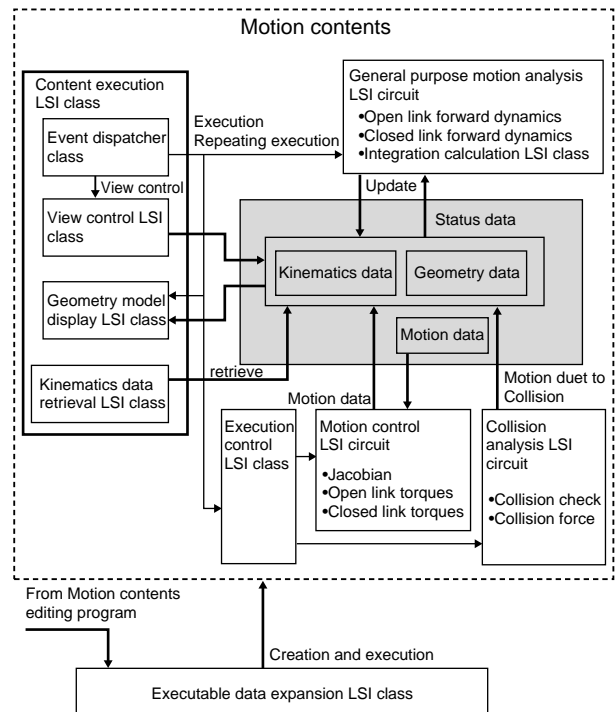 Motion contents
Content execution
LSI class
Event dispatcher
class
View control
View control LSI
class
Geometry model
display LSI class
Kinematics data
retrieval LSI class
Execution
Repeating execution
General purpose motion analysis
LSI circuit
•Open link forward dynamics
•Closed link forward dynamics
•Integration calculation LSI class
Update
Status data
Kinematics data
Geometry data
Motion data
retrieve
Motion data
Motion duet to
Collision
Execution
control
LSI class
Motion control
LSI circuit
•Jacobian
•Open link torques
•Closed link torques
Collision
analysis LSI
circuit
•Collision check
•Collision force
From Motion contents
editing program
Creation and execution
Executable data expansion LSI class